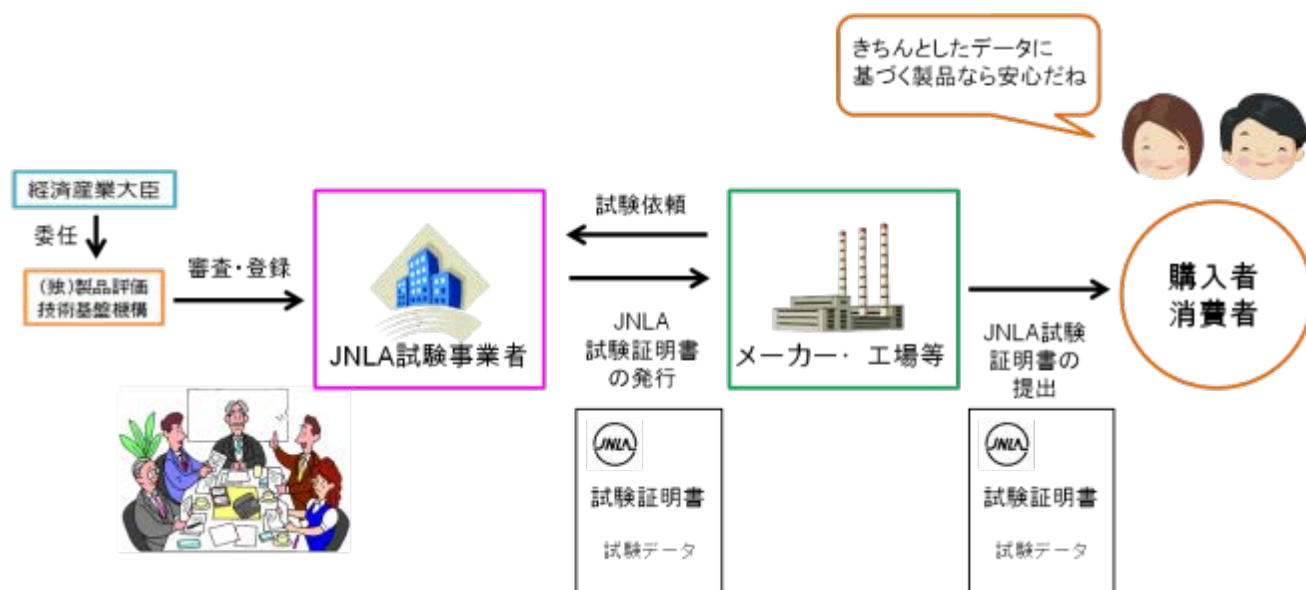 きちんとしたデータに
基づく製品なら安心だね
経済産業大臣
委任
(独)製品評価
技術基盤機構
審査・登録
JNLA試験事業者
試験依頼
JNLA
試験証明書
の発行
メーカー・ 工場等
JNLA試験
証明書の
提出
購入者
消費者
JNLA
試験証明書
試験データ
JNLA
試験証明書
試験データ